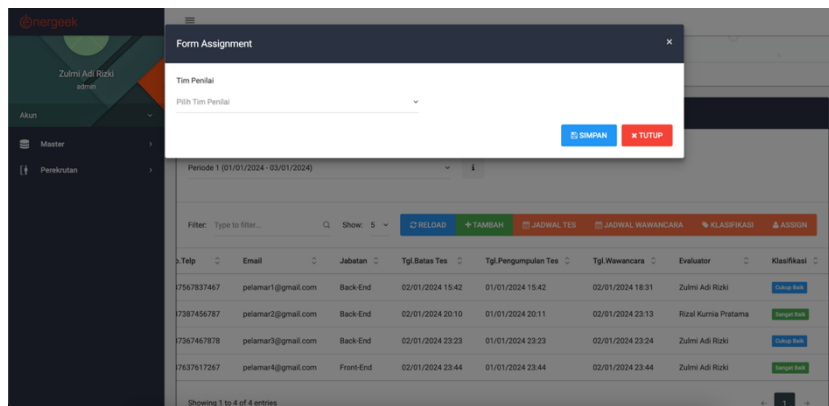 energeek
Form Assignment ×
Zulmi Adi Rizki
admin
Akun
Master
Perekrutan
Tim Penilai
Pilih Tim Penilai
SIMPAN × TUTUP
Periode 1 (01/01/2024 - 03/01/2024) i
Filter: Type to filter... Show: 5 RELOAD + TAMBAH JADWAL TES JADWAL WAWANCARA KLASIFIKASI ASSIGN
.Telp Email Jabatan Tgl.Batas Tes Tgl.Pengumpulan Tes Tgl.Wawancara Evaluator Klasifikasi
7567837467 pelamar1@gmail.com Back-End 02/01/2024 15:42 01/01/2024 15:42 02/01/2024 18:31 Zulmi Adi Rizki Cukup Baik
7387456787 pelamar2@gmail.com Back-End 02/01/2024 20:10 01/01/2024 20:11 02/01/2024 23:13 Rizal Kurnia Pratama Sangat Baik
7367467878 pelamar3@gmail.com Back-End 02/01/2024 23:23 01/01/2024 23:23 02/01/2024 23:24 Zulmi Adi Rizki Cukup Baik
7637617267 pelamar4@gmail.com Front-End 02/01/2024 23:44 01/01/2024 23:44 02/01/2024 23:44 Zulmi Adi Rizki Sangat Baik
Showing 1 to 4 of 4 entries ← 1 →